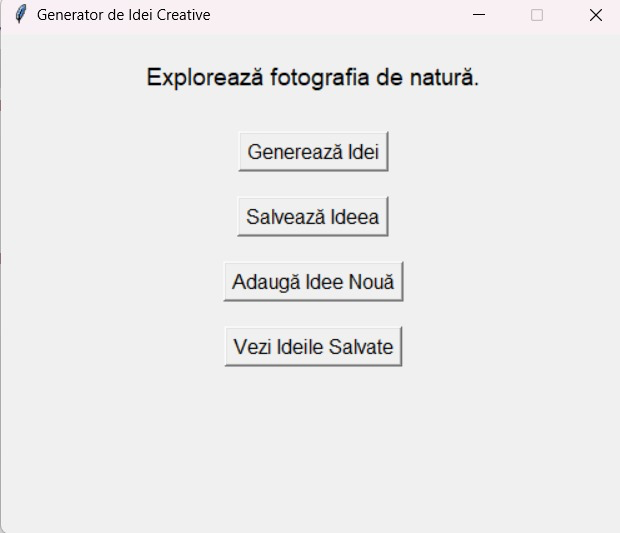 Generator de Idei Creative
Explorează fotografia de natură.
Generează Idei
Salvează Ideea
Adaugă Idee Nouă
Vezi Ideile Salvate